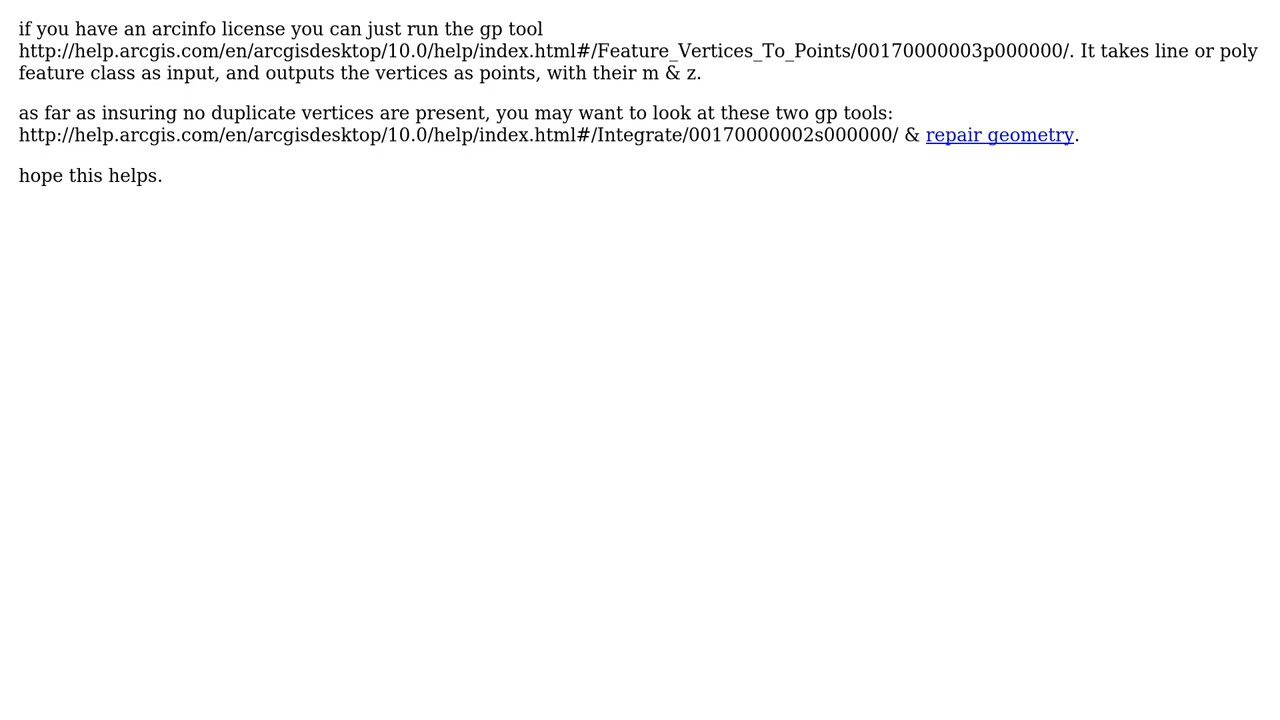 if you have an arcinfo license you can just run the gp tool
http://help.arcgis.com/en/arcgisdesktop/10.0/help/index.html#/Feature_Vertices_To_Points/00170000003p000000/. It takes line or poly
feature class as input, and outputs the vertices as points, with their m & z.
as far as insuring no duplicate vertices are present, you may want to look at these two gp tools:
http://help.arcgis.com/en/arcgisdesktop/10.0/help/index.html#/Integrate/00170000002s000000/ & repair geometry.
hope this helps.